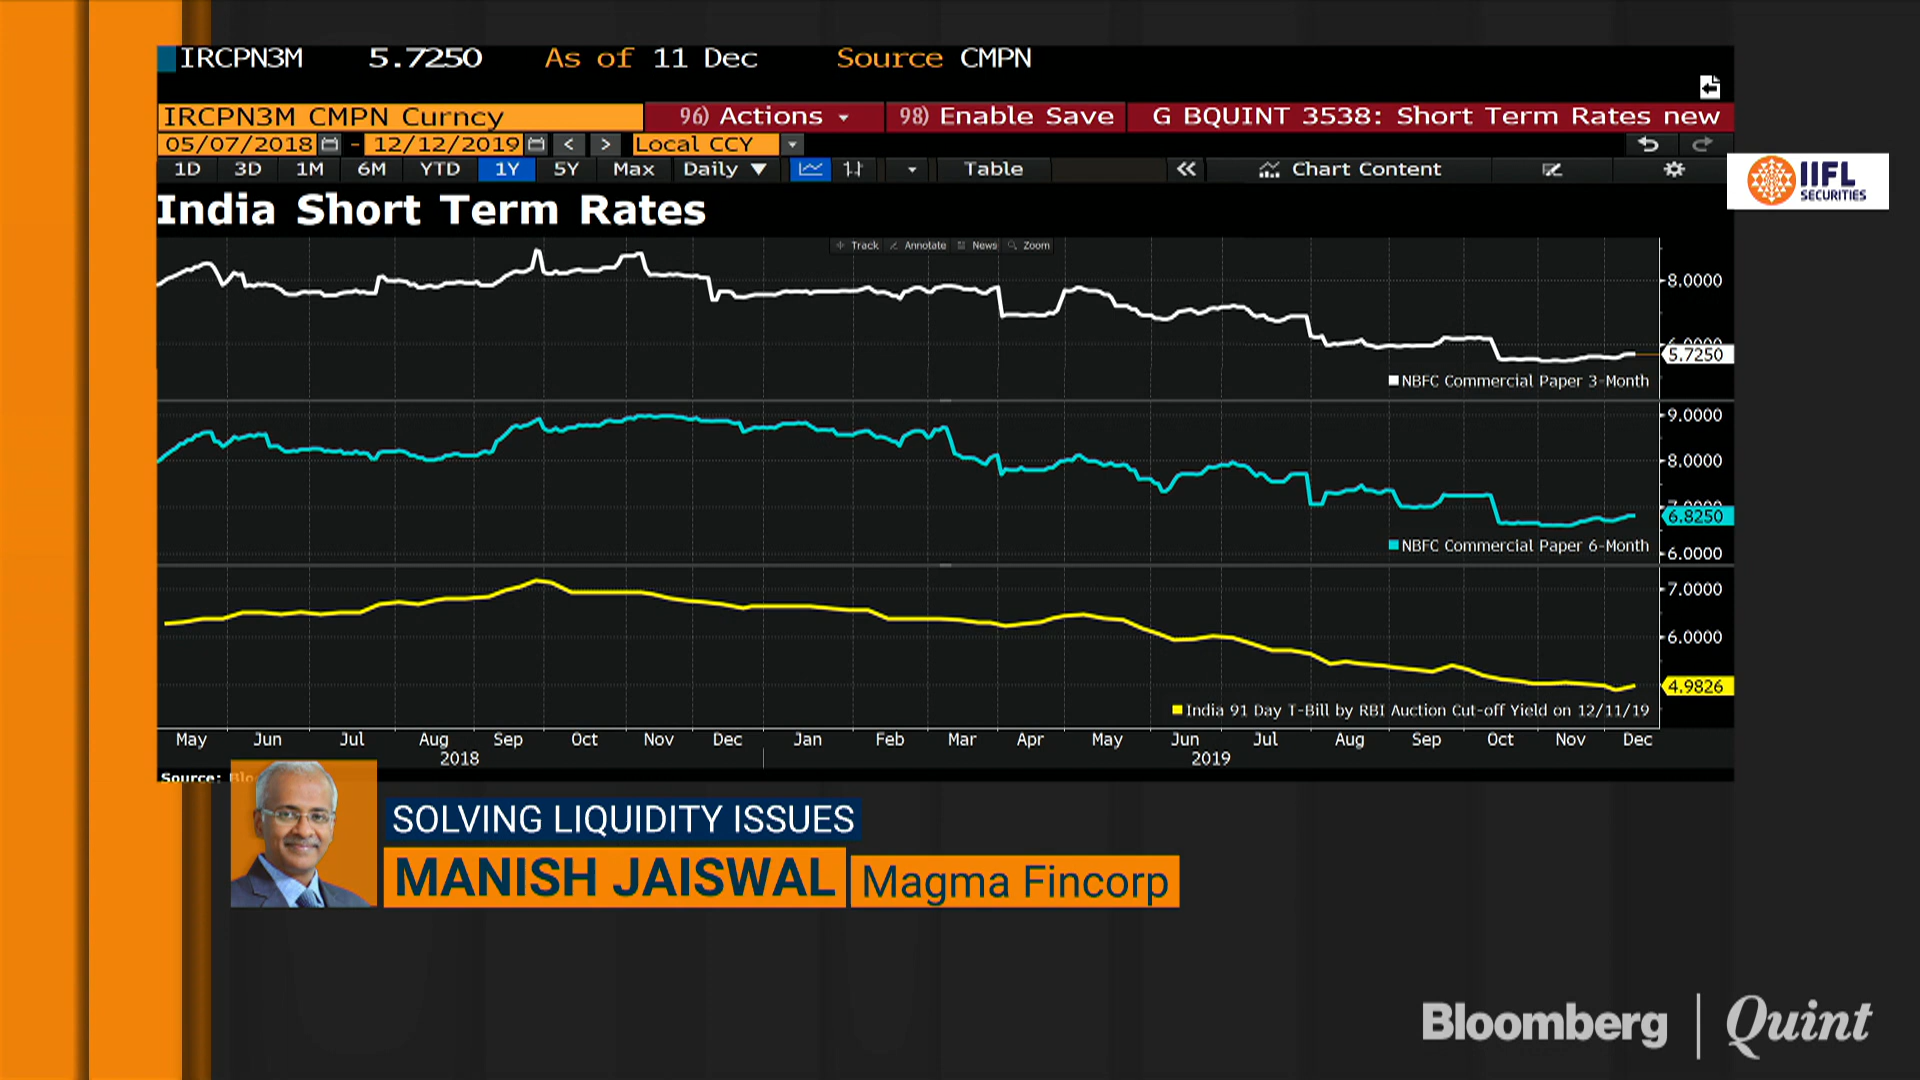 IRCPN3M 5.7250 As of 11 Dec Source CMPN
IRCPN3M CMPN Curncy 96) Actions 98) Enable Save G BQUINT 3538: Short Term Rates new
05/07/2018 - 12/12/2019 < > Local CCY
1D 3D 1M 6M YTD 1Y 5Y Max Daily Table « Chart Content
IIFL
SECURITIES
India Short Term Rates
Track Annotate News Zoom
8.0000
5.7250
NBFC Commercial Paper 3-Month
9.0000
8.0000
6.8250
NBFC Commercial Paper 6-Month
6.0000
7.0000
6.0000
4.9826
India 91 Day T-Bill by RBI Auction Cut-off Yield on 12/11/19
May Jun Jul Aug Sep Oct Nov Dec Jan Feb Mar Apr May Jun Jul Aug Sep Oct Nov Dec
2018 2019
Source:
SOLVING LIQUIDITY ISSUES
MANISH JAISWAL Magma Fincorp
Bloomberg | Quint